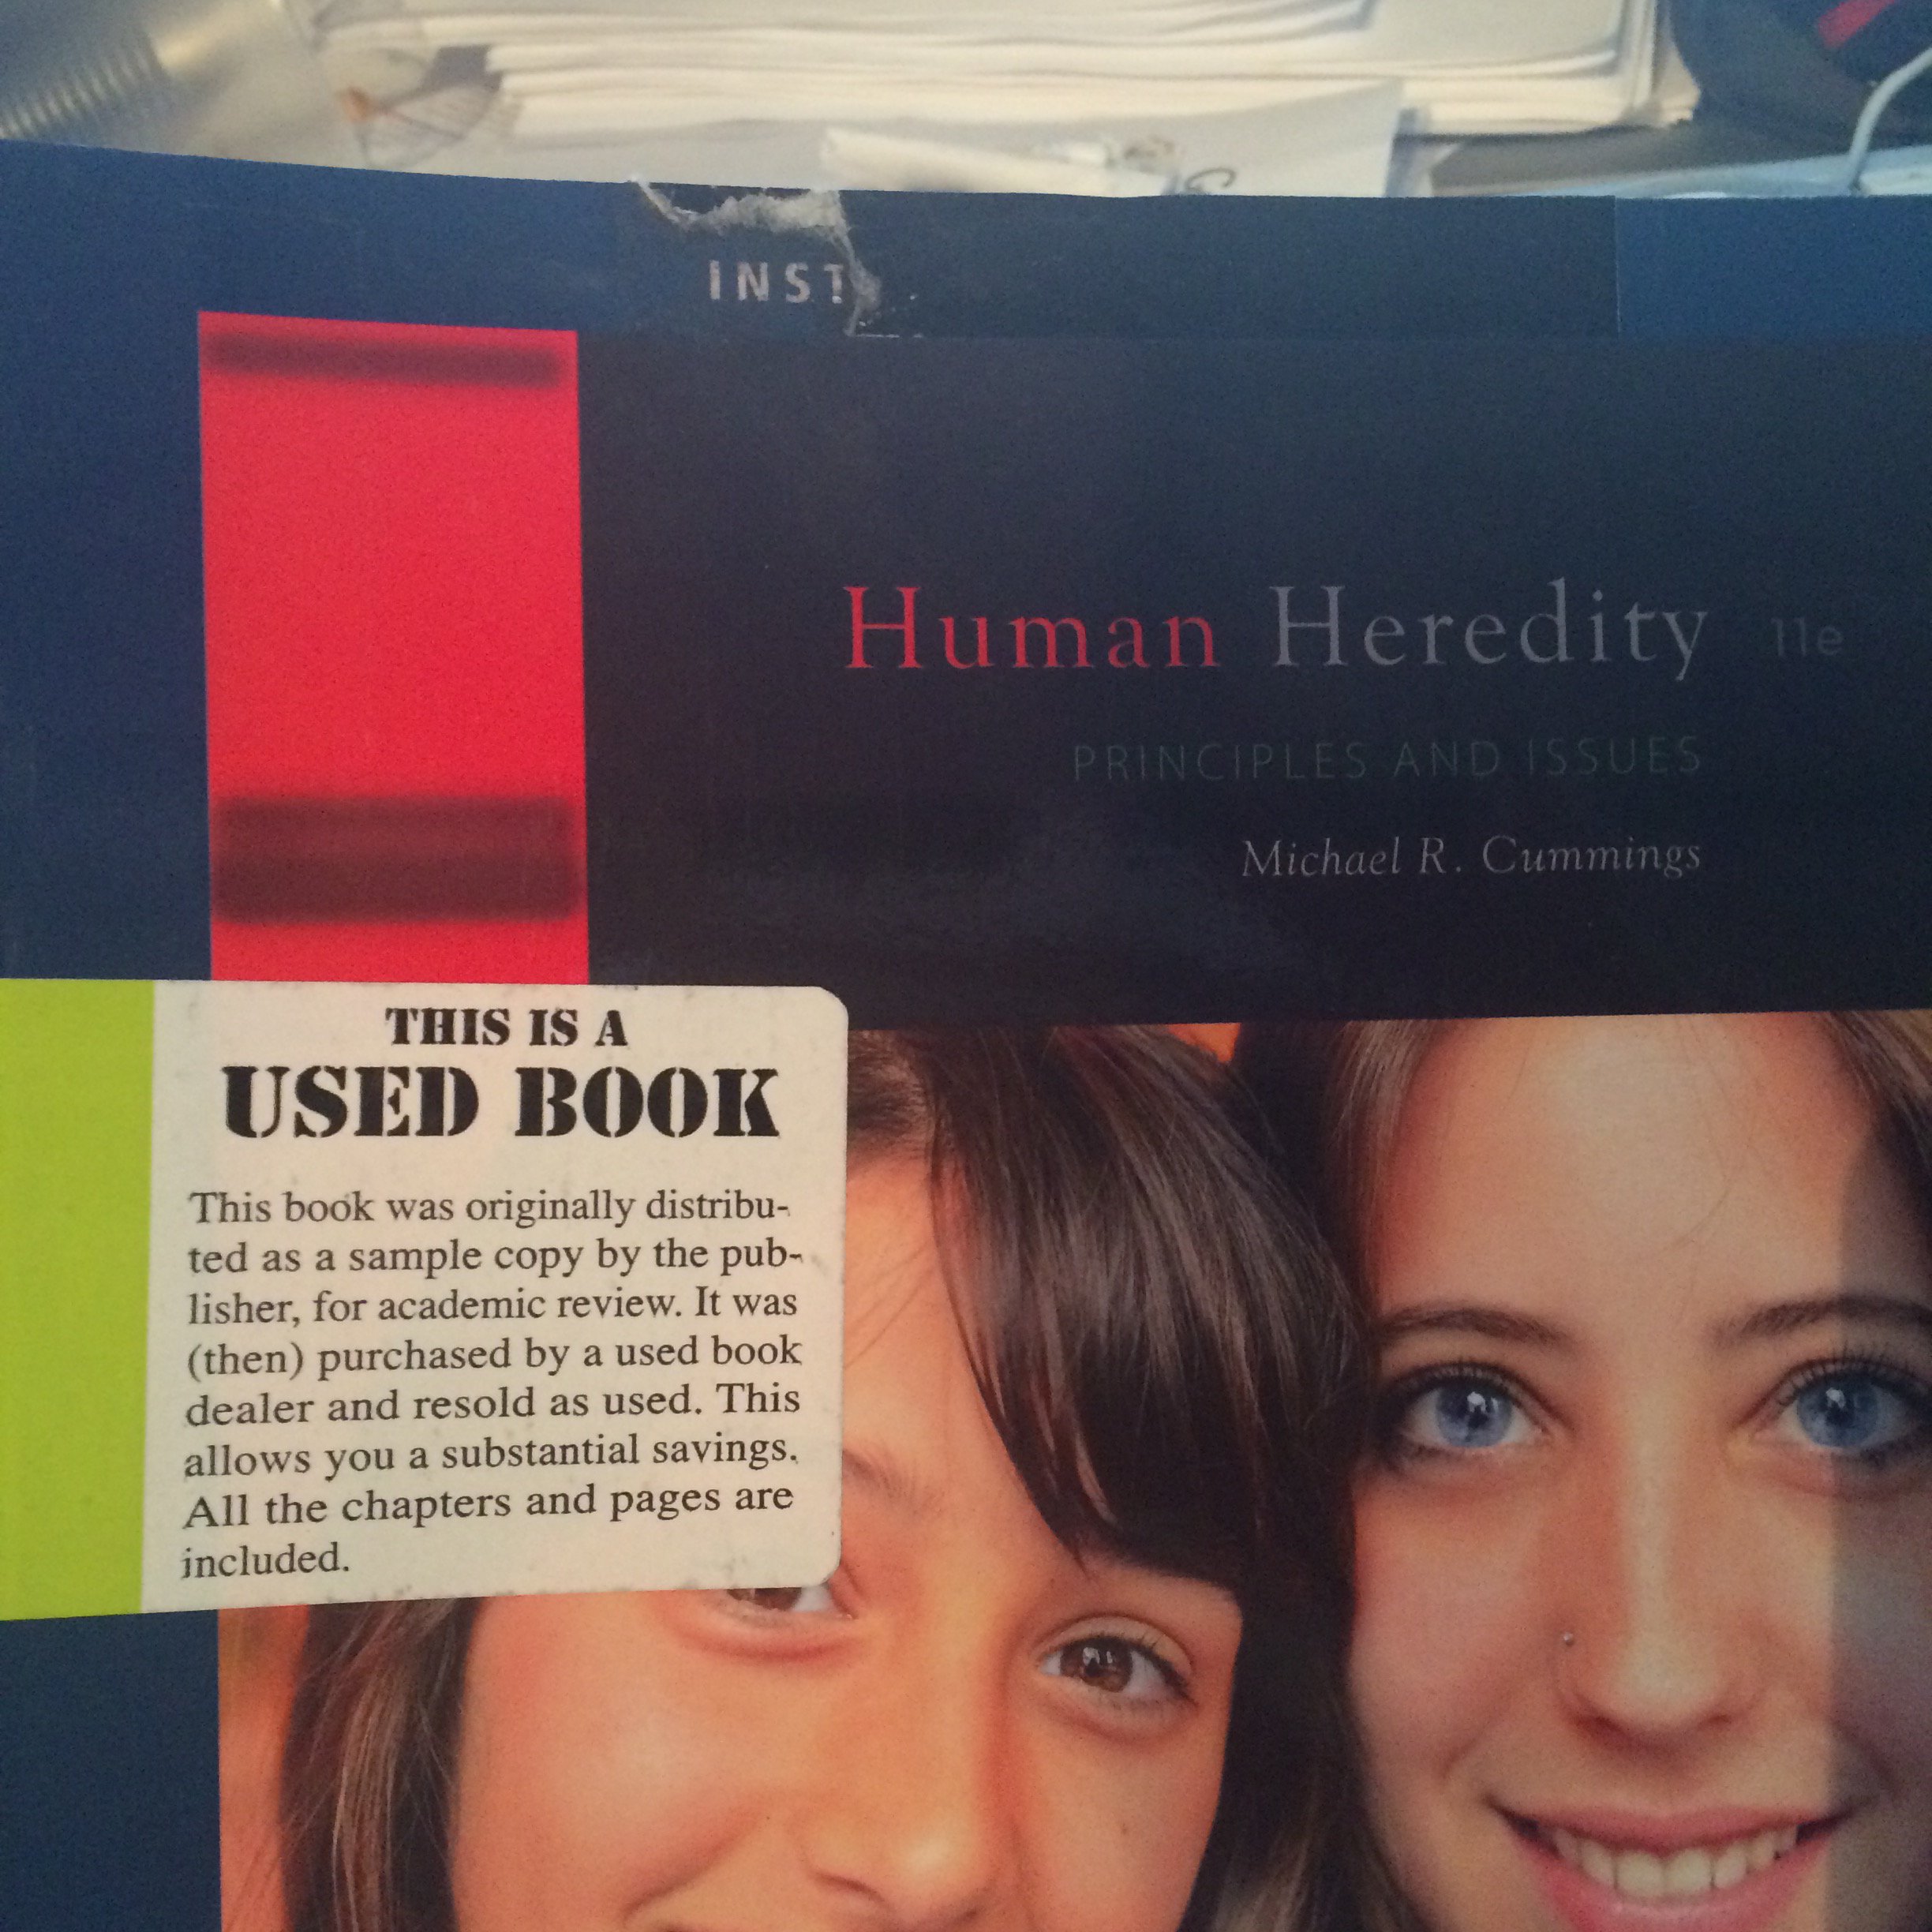 INST
Human Heredity 11e
PRINCIPLES AND ISSUES
Michael R. Cummings
THIS IS A
USED BOOK
This book was originally distribu-
ted as a sample copy by the pub-
lisher, for academic review. It was
(then) purchased by a used book
dealer and resold as used. This
allows you a substantial savings.
All the chapters and pages are
included.